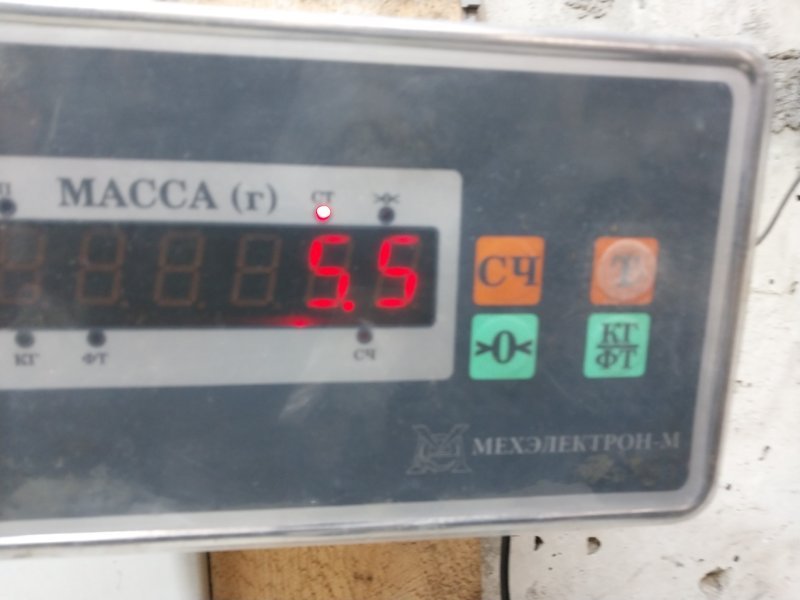 МАССА (г) СТ
5.5
СЧ Т
КГ ФТ СЧ
>0<
КГ
ФТ
МЕХЭЛЕКТРОН-М